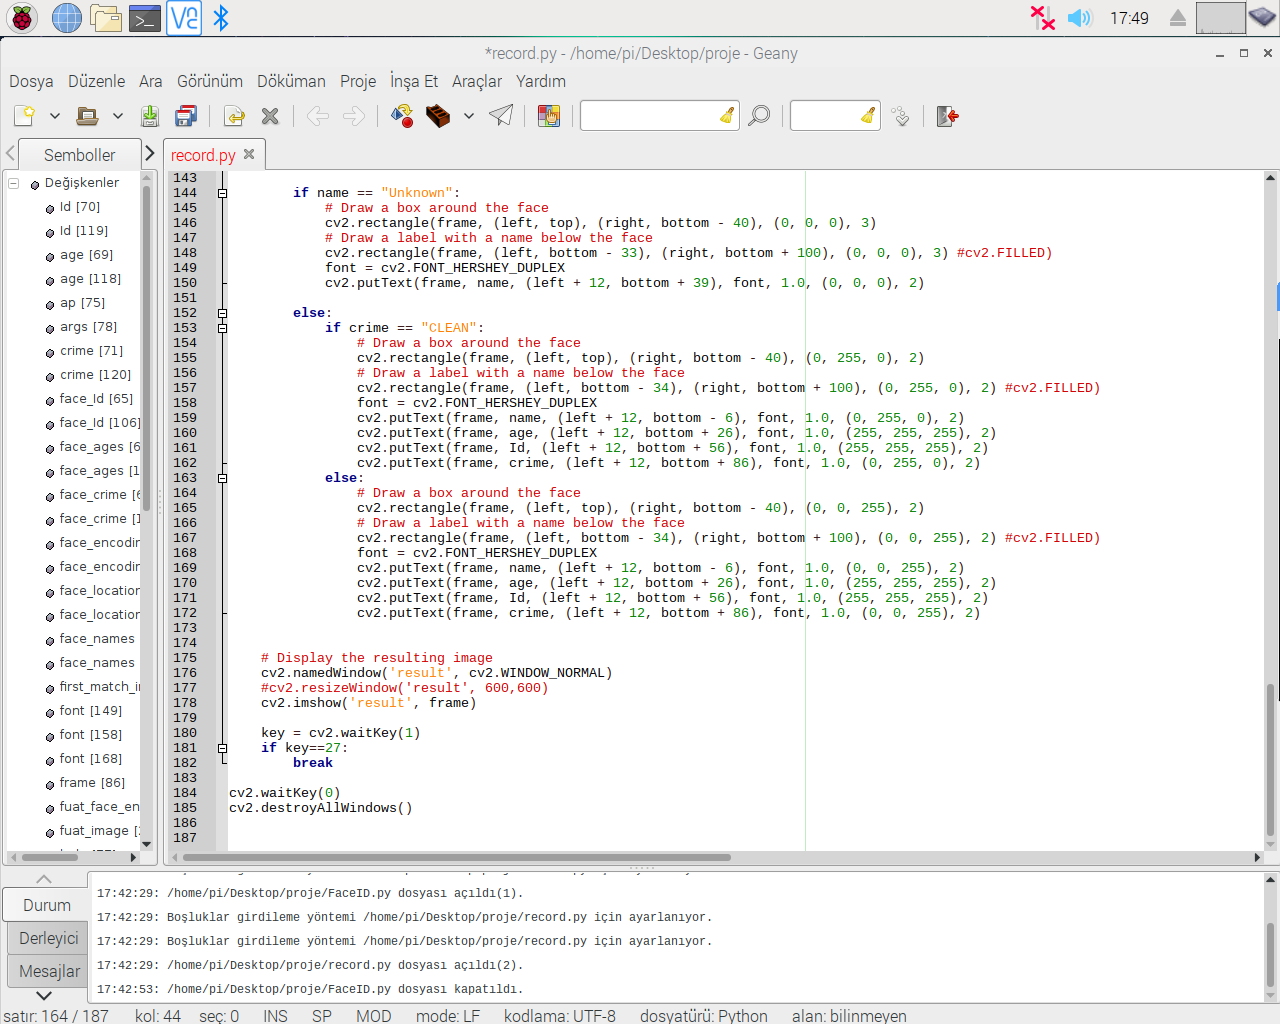 17:49
*record.py - /home/pi/Desktop/proje - Geany
Dosya Düzenle Ara Görünüm Döküman Proje İnşa Et Araçlar Yardım
Semboller
record.py
Değişkenler
Id [70]
Id [119]
age [69]
age [118]
ap [75]
args [78]
crime [71]
crime [120]
face_Id [65]
face_Id [106]
face_ages [6
face_ages [1
face_crime [6
face_crime [1
face_encodin
face_encodin
face_location
face_location
face_names
face_names
first_match_i
font [149]
font [158]
font [168]
frame [86]
fuat_face_en
fuat_image [
143
144 if name == "Unknown":
145 # Draw a box around the face
146 cv2.rectangle(frame, (left, top), (right, bottom - 40), (0, 0, 0), 3)
147 # Draw a label with a name below the face
148 cv2.rectangle(frame, (left, bottom - 33), (right, bottom + 100), (0, 0, 0), 3) #cv2.FILLED)
149 font = cv2.FONT_HERSHEY_DUPLEX
150 cv2.putText(frame, name, (left + 12, bottom + 39), font, 1.0, (0, 0, 0), 2)
151
152 else:
153 if crime == "CLEAN":
154 # Draw a box around the face
155 cv2.rectangle(frame, (left, top), (right, bottom - 40), (0, 255, 0), 2)
156 # Draw a label with a name below the face
157 cv2.rectangle(frame, (left, bottom - 34), (right, bottom + 100), (0, 255, 0), 2) #cv2.FILLED)
158 font = cv2.FONT_HERSHEY_DUPLEX
159 cv2.putText(frame, name, (left + 12, bottom - 6), font, 1.0, (0, 255, 0), 2)
160 cv2.putText(frame, age, (left + 12, bottom + 26), font, 1.0, (255, 255, 255), 2)
161 cv2.putText(frame, Id, (left + 12, bottom + 56), font, 1.0, (255, 255, 255), 2)
162 cv2.putText(frame, crime, (left + 12, bottom + 86), font, 1.0, (0, 255, 0), 2)
163 else:
164 # Draw a box around the face
165 cv2.rectangle(frame, (left, top), (right, bottom - 40), (0, 0, 255), 2)
166 # Draw a label with a name below the face
167 cv2.rectangle(frame, (left, bottom - 34), (right, bottom + 100), (0, 0, 255), 2) #cv2.FILLED)
168 font = cv2.FONT_HERSHEY_DUPLEX
169 cv2.putText(frame, name, (left + 12, bottom - 6), font, 1.0, (0, 0, 255), 2)
170 cv2.putText(frame, age, (left + 12, bottom + 26), font, 1.0, (255, 255, 255), 2)
171 cv2.putText(frame, Id, (left + 12, bottom + 56), font, 1.0, (255, 255, 255), 2)
172 cv2.putText(frame, crime, (left + 12, bottom + 86), font, 1.0, (0, 0, 255), 2)
173
174
175 # Display the resulting image
176 cv2.namedWindow('result', cv2.WINDOW_NORMAL)
177 #cv2.resizeWindow('result', 600,600)
178 cv2.imshow('result', frame)
179
180 key = cv2.waitKey(1)
181 if key==27:
182 break
183
184 cv2.waitKey(0)
185 cv2.destroyAllWindows()
186
187
Durum
Derleyici
Mesajlar
17:42:29: /home/pi/Desktop/proje/FaceID.py dosyası açıldı(1).
17:42:29: Boşluklar girdileme yöntemi /home/pi/Desktop/proje/record.py için ayarlanıyor.
17:42:29: Boşluklar girdileme yöntemi /home/pi/Desktop/proje/record.py için ayarlanıyor.
17:42:29: /home/pi/Desktop/proje/record.py dosyası açıldı(2).
17:42:53: /home/pi/Desktop/proje/FaceID.py dosyası kapatıldı.
satır: 164 / 187 kol: 44 seç: 0 INS SP MOD mode: LF kodlama: UTF-8 dosyatürü: Python alan: bilinmeyen